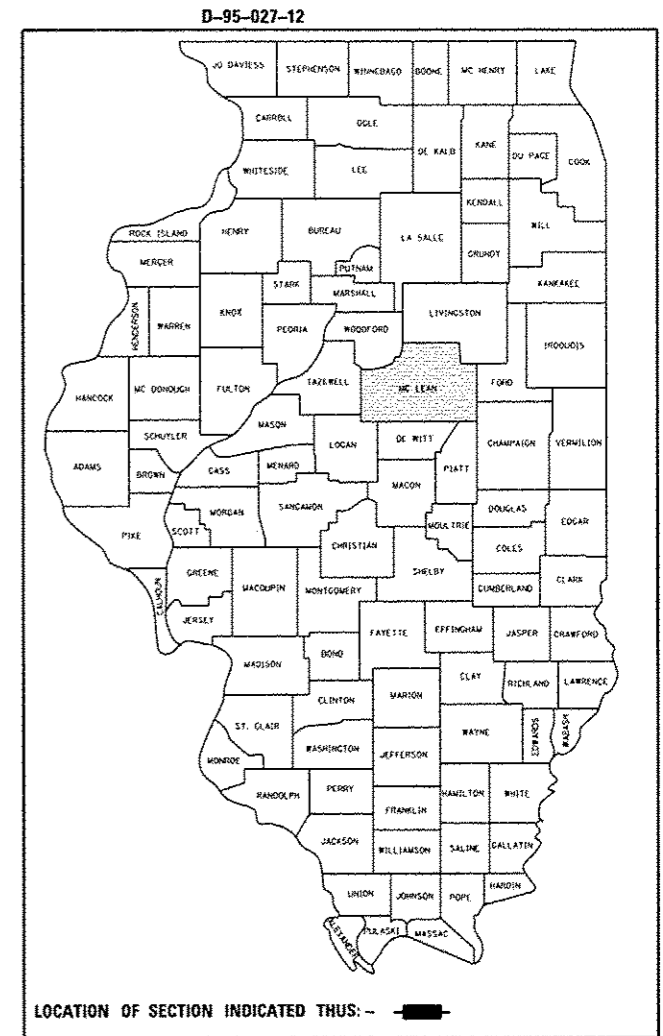 D-95-027-12
JO DAVIESS STEPHENSON WINNEBAGO BOONE MC HENRY LAKE
CARROLL OGLE
DE KALB KANE DU PAGE COOK
WHITESIDE LEE
KENDALL
ROCK ISLAND HENRY BUREAU LA SALLE WILL
MERCER PUTNAM GRUNDY
STARK MARSHALL KANKAKEE
HENDERSON WARREN KNOX PEORIA WOODFORD LIVINGSTON IROQUOIS
HANCOCK MC DONOUGH FULTON TAZEWELL MC LEAN FORD
MASON
SCHUYLER LOGAN DE WITT CHAMPAIGN VERMILION
ADAMS BROWN CASS MENARD MACON PIATT
MORGAN SANGAMON DOUGLAS
PIKE SCOTT CHRISTIAN MOULTRIE EDGAR
COLES
GREENE SHELBY
CALHOUN MACOUPIN MONTGOMERY CUMBERLAND CLARK
JERSEY
FAYETTE EFFINGHAM JASPER CRAWFORD
MADISON BOND
CLAY RICHLAND LAWRENCE
CLINTON MARION
ST. CLAIR WAYNE EDWARDS WABASH
WASHINGTON JEFFERSON
MONROE
RANDOLPH PERRY HAMILTON WHITE
FRANKLIN
JACKSON WILLIAMSON SALINE GALLATIN
UNION JOHNSON POPE HARDIN
ALEXANDER PULASKI MASSAC
LOCATION OF SECTION INDICATED THUS:-